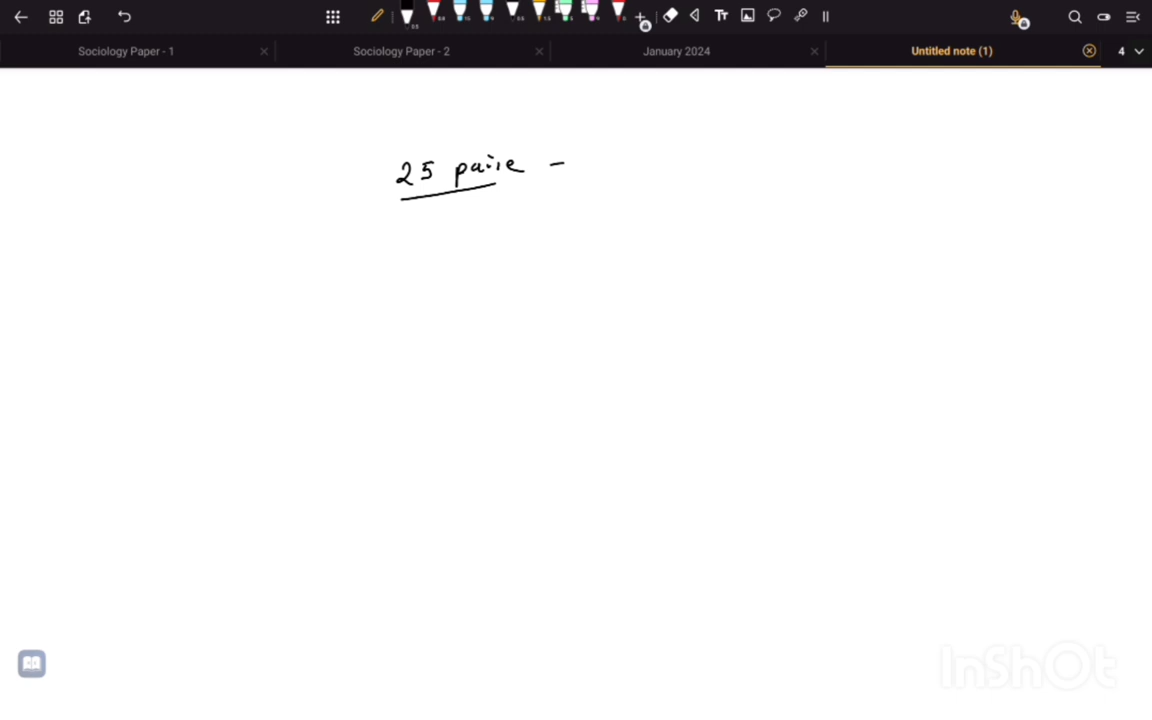 Sociology Paper - 1
Sociology Paper - 2
January 2024
Untitled note (1)
4
25 paise -
InShOt